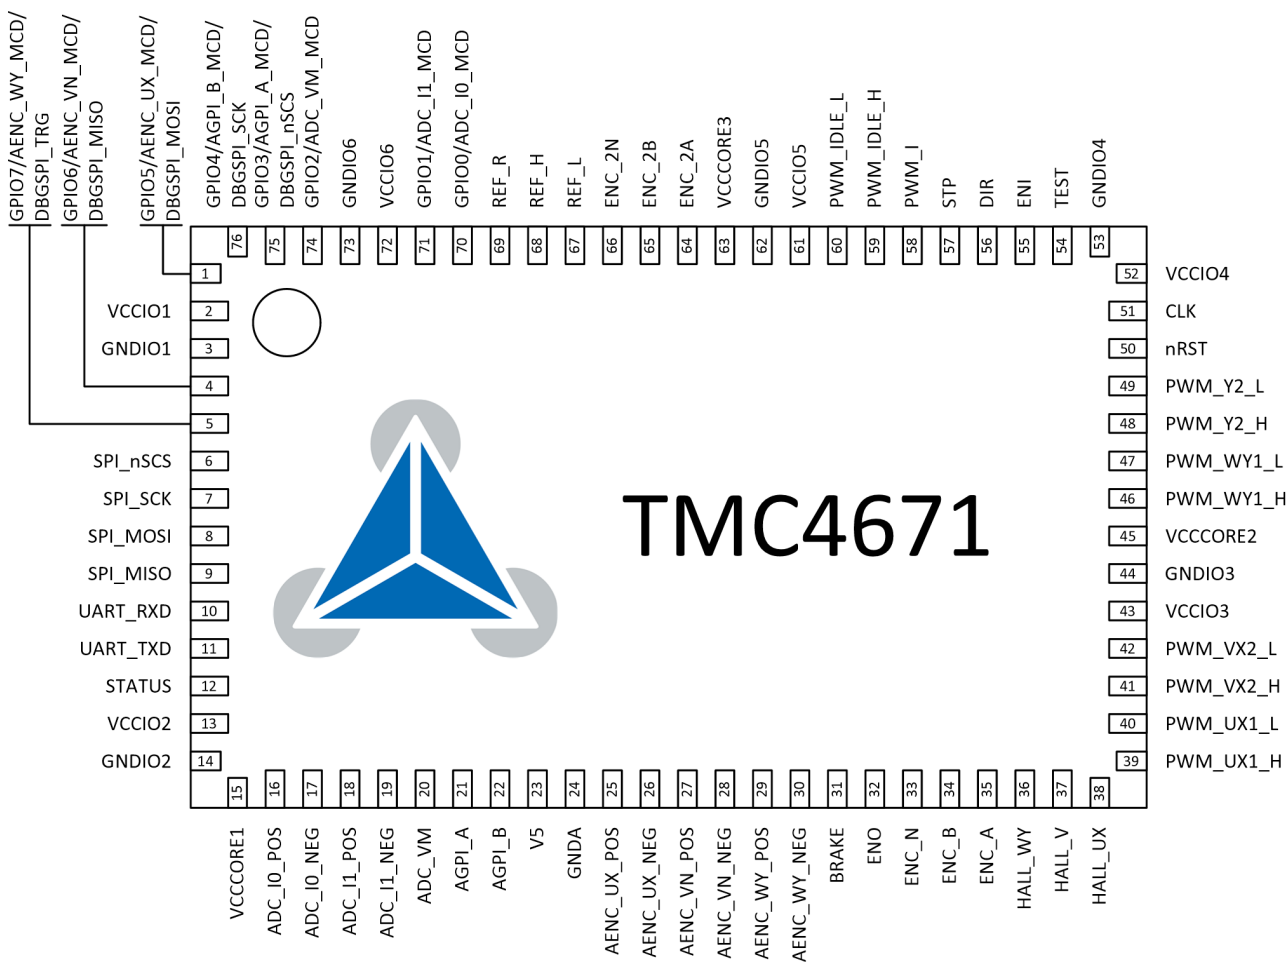 GPIO7/AENC_WY_MCD/
DBGSPI_TRG
GPIO6/AENC_VN_MCD/
DBGSPI_MISO
GPIO5/AENC_UX_MCD/
DBGSPI_MOSI
GPIO4/AGPI_B_MCD/
DBGSPI_SCK
GPIO3/AGPI_A_MCD/
DBGSPI_nSCS
GPIO2/ADC_VM_MCD
GNDIO6
VCCIO6
GPIO1/ADC_I1_MCD
GPIO0/ADC_I0_MCD
REF_R
REF_H
REF_L
ENC_2N
ENC_2B
ENC_2A
VCCCORE3
GNDIO5
VCCIO5
PWM_IDLE_L
PWM_IDLE_H
PWM_I
STP
DIR
ENI
TEST
GNDIO4
76
75
74
73
72
71
70
69
68
67
66
65
64
63
62
61
60
59
58
57
56
55
54
53
1
VCCIO1 2
GNDIO1 3
4
5
SPI_nSCS 6
SPI_SCK 7
SPI_MOSI 8
SPI_MISO 9
UART_RXD 10
UART_TXD 11
STATUS 12
VCCIO2 13
GNDIO2 14
TMC4671
52 VCCIO4
51 CLK
50 nRST
49 PWM_Y2_L
48 PWM_Y2_H
47 PWM_WY1_L
46 PWM_WY1_H
45 VCCCORE2
44 GNDIO3
43 VCCIO3
42 PWM_VX2_L
41 PWM_VX2_H
40 PWM_UX1_L
39 PWM_UX1_H
15
16
17
18
19
20
21
22
23
24
25
26
27
28
29
30
31
32
33
34
35
36
37
38
VCCCORE1
ADC_I0_POS
ADC_I0_NEG
ADC_I1_POS
ADC_I1_NEG
ADC_VM
AGPI_A
AGPI_B
V5
GNDA
AENC_UX_POS
AENC_UX_NEG
AENC_VN_POS
AENC_VN_NEG
AENC_WY_POS
AENC_WY_NEG
BRAKE
ENO
ENC_N
ENC_B
ENC_A
HALL_WY
HALL_V
HALL_UX